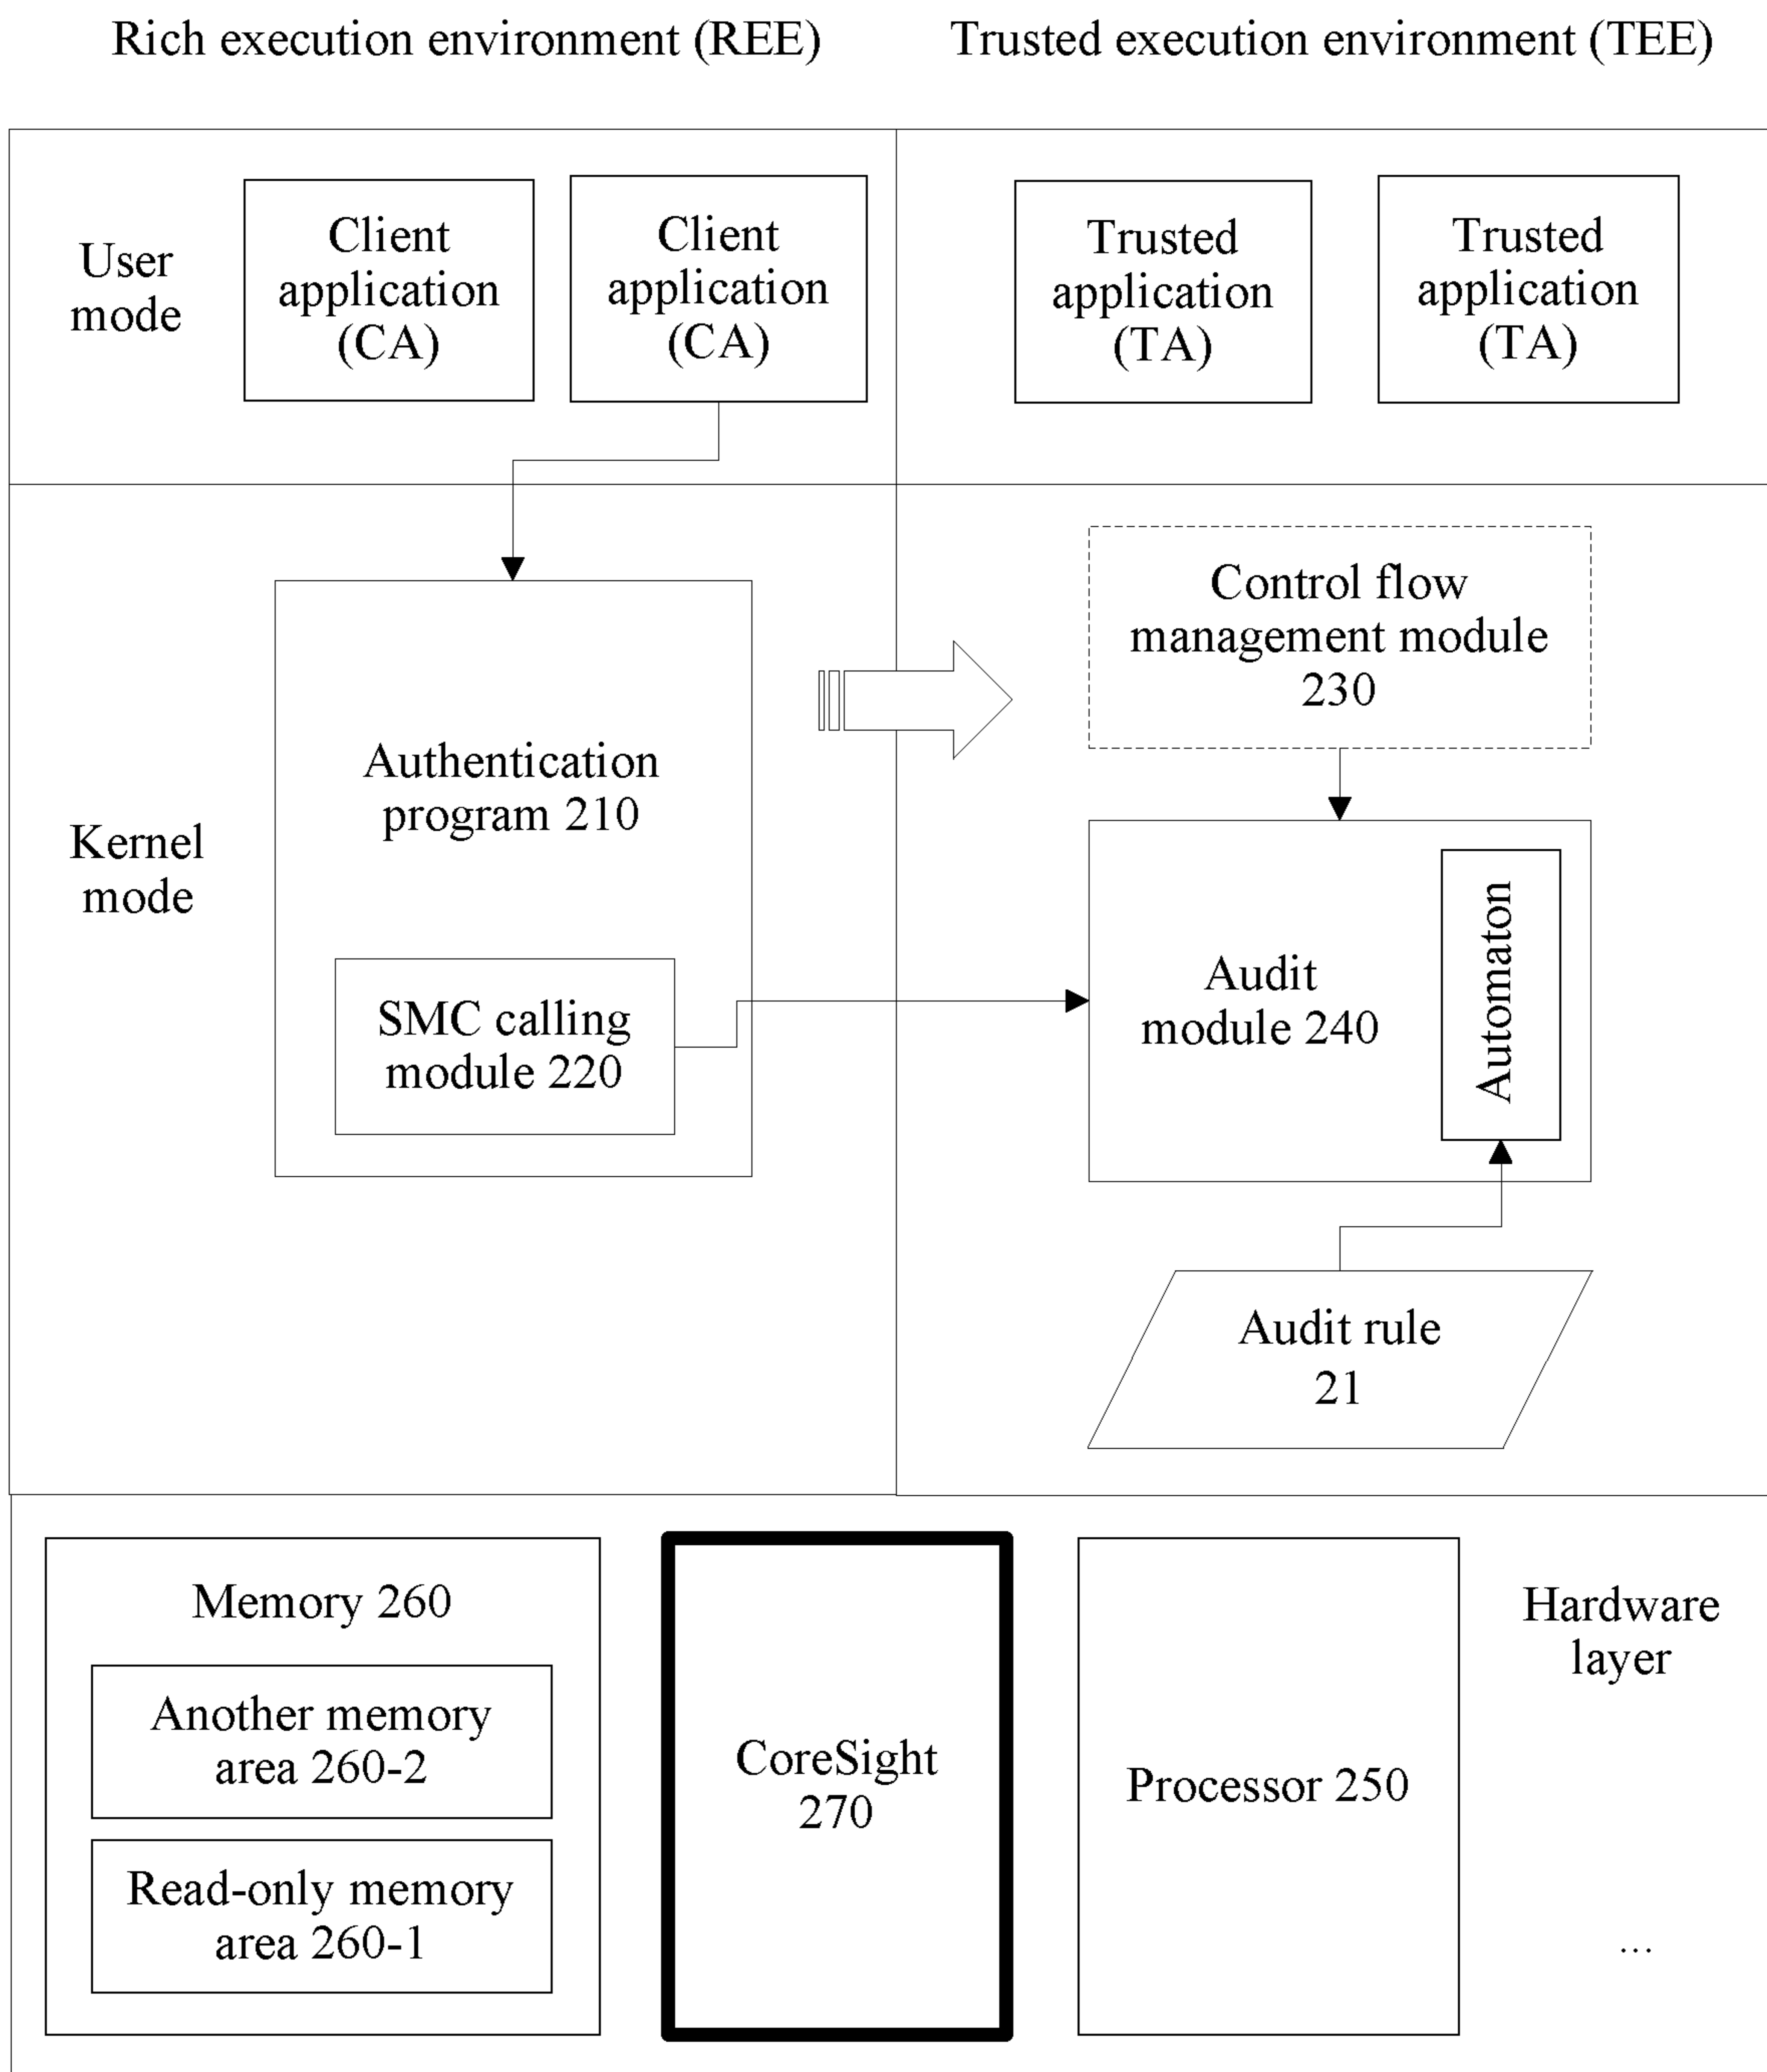 Rich execution environment (REE)
Trusted execution environment (TEE)
User
mode
Client
application
(CA)
Client
application
(CA)
Trusted
application
(TA)
Trusted
application
(TA)
Kernel
mode
Authentication
program 210
SMC calling
module 220
Control flow
management module
230
Audit
module 240
Automaton
Audit rule
21
Memory 260
Another memory
area 260-2
Read-only memory
area 260-1
CoreSight
270
Processor 250
Hardware
layer
...